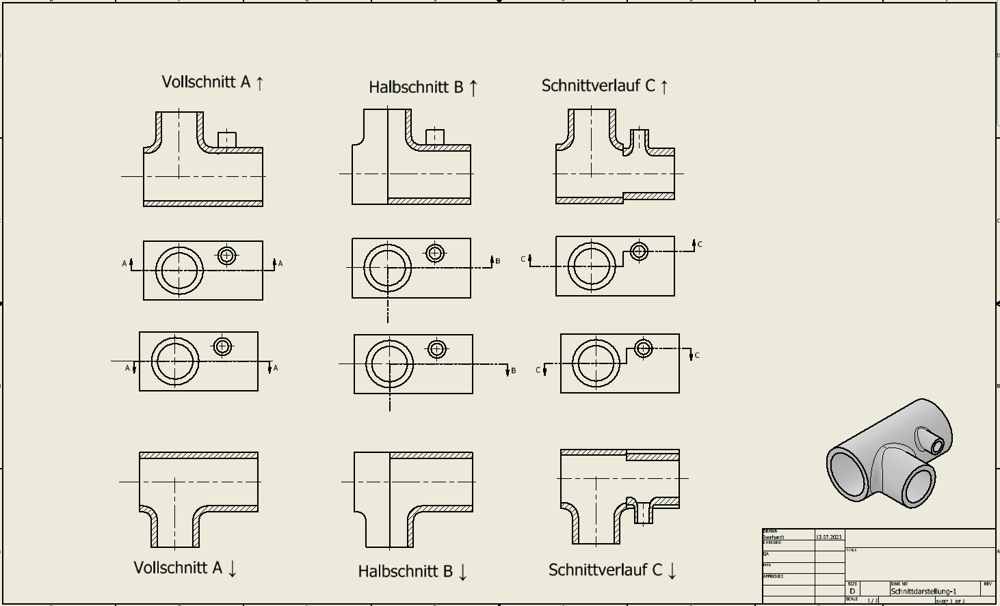 Vollschnitt A ↑
Halbschnitt B ↑
Schnittverlauf C ↑
A A
B
C C
A A
B
C C
Vollschnitt A ↓
Halbschnitt B ↓
Schnittverlauf C ↓
DRAWN
Iserhardt 13.07.2023
CHECKED
QA
MFG
APPROVED
TITLE
SIZE
D
DWG NO
Schnittdarstellung-1
REV
SCALE 1 / 2
SHEET 1 OF 1